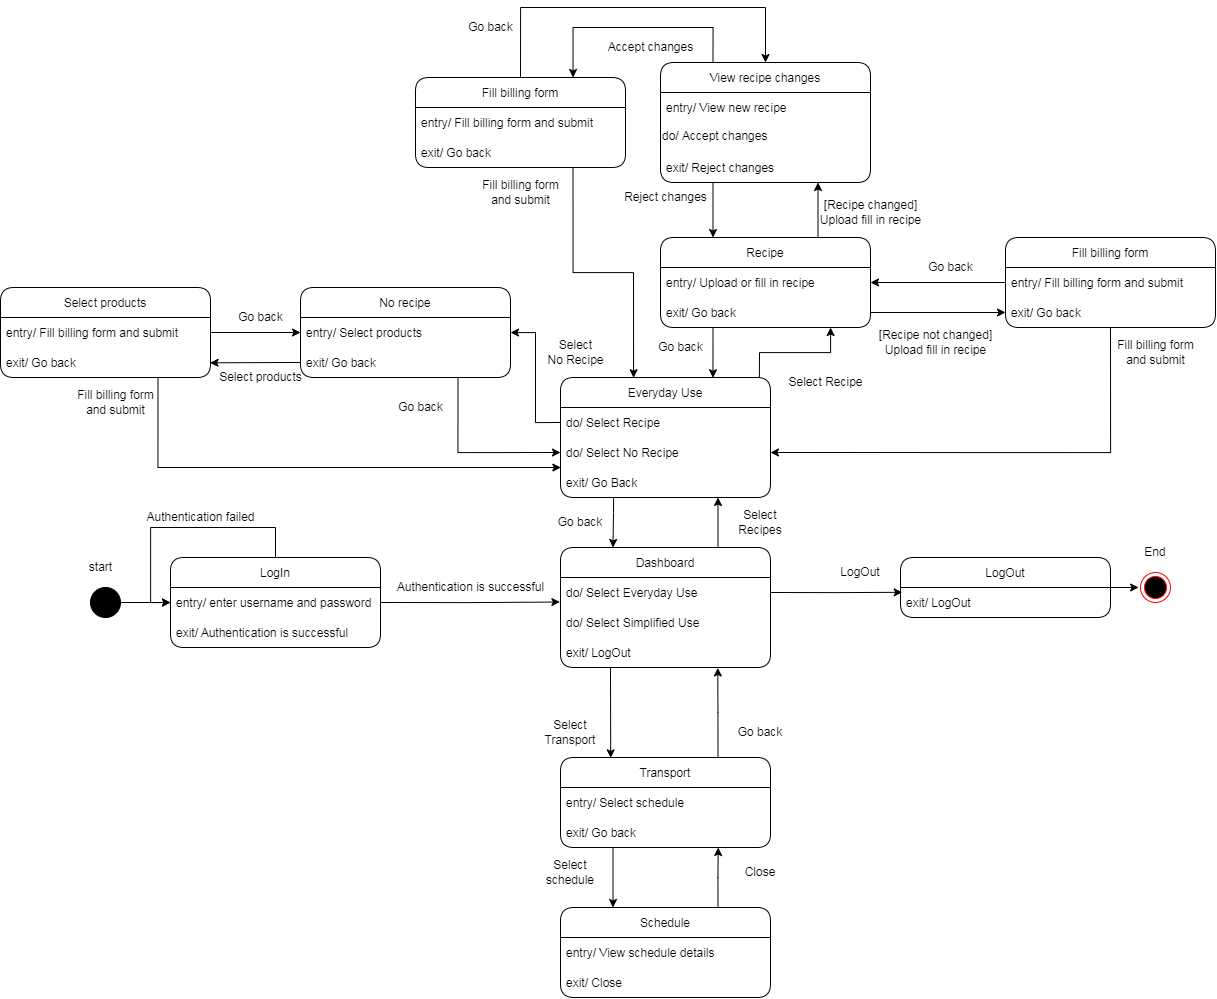 Go back
Accept changes
Fill billing form
entry/ Fill billing form and submit
exit/ Go back
View recipe changes
entry/ View new recipe
do/ Accept changes
exit/ Reject changes
Fill billing form
and submit
Reject changes
[Recipe changed]
Upload fill in recipe
Recipe
entry/ Upload or fill in recipe
exit/ Go back
Go back
Fill billing form
entry/ Fill billing form and submit
exit/ Go back
[Recipe not changed]
Upload fill in recipe
Fill billing form
and submit
Select products
entry/ Fill billing form and submit
exit/ Go back
Go back
Select products
No recipe
entry/ Select products
exit/ Go back
Select
No Recipe
Go back
Select Recipe
Fill billing form
and submit
Go back
Everyday Use
do/ Select Recipe
do/ Select No Recipe
exit/ Go Back
Go back
Select
Recipes
Authentication failed
start
LogIn
entry/ enter username and password
exit/ Authentication is successful
Authentication is successful
Dashboard
do/ Select Everyday Use
do/ Select Simplified Use
exit/ LogOut
LogOut
LogOut
exit/ LogOut
End
Select
Transport
Go back
Transport
entry/ Select schedule
exit/ Go back
Select
schedule
Close
Schedule
entry/ View schedule details
exit/ Close